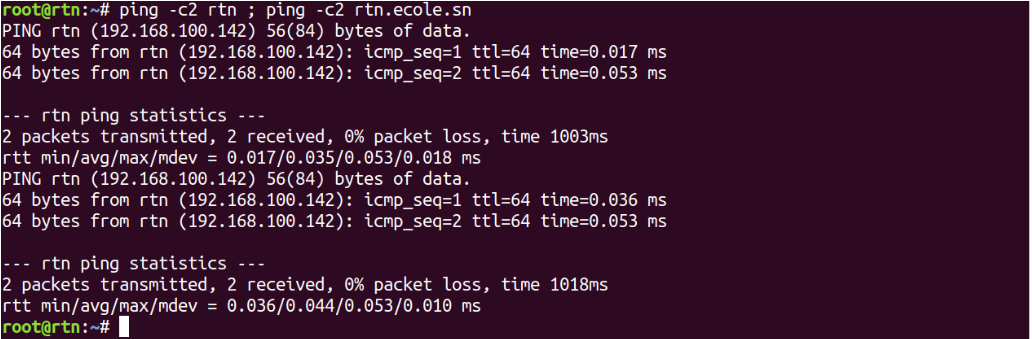 root@rtn:~# ping -c2 rtn ; ping -c2 rtn.ecole.sn
PING rtn (192.168.100.142) 56(84) bytes of data.
64 bytes from rtn (192.168.100.142): icmp_seq=1 ttl=64 time=0.017 ms
64 bytes from rtn (192.168.100.142): icmp_seq=2 ttl=64 time=0.053 ms

--- rtn ping statistics ---
2 packets transmitted, 2 received, 0% packet loss, time 1003ms
rtt min/avg/max/mdev = 0.017/0.035/0.053/0.018 ms
PING rtn (192.168.100.142) 56(84) bytes of data.
64 bytes from rtn (192.168.100.142): icmp_seq=1 ttl=64 time=0.036 ms
64 bytes from rtn (192.168.100.142): icmp_seq=2 ttl=64 time=0.053 ms

--- rtn ping statistics ---
2 packets transmitted, 2 received, 0% packet loss, time 1018ms
rtt min/avg/max/mdev = 0.036/0.044/0.053/0.010 ms
root@rtn:~#